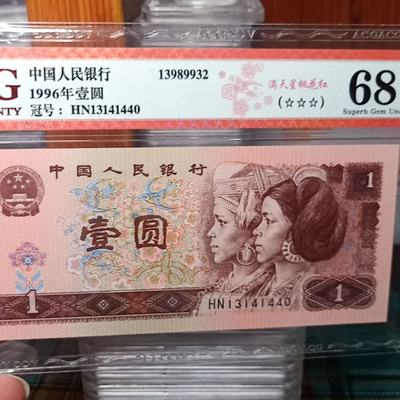 G
NTY
中国人民银行
1996年壹圆
冠号： HN13141440
13989932
满天星桃花红
(☆☆☆)
68
Superb Gem Unc
中国人民银行
壹圆
1
HN13141440
1